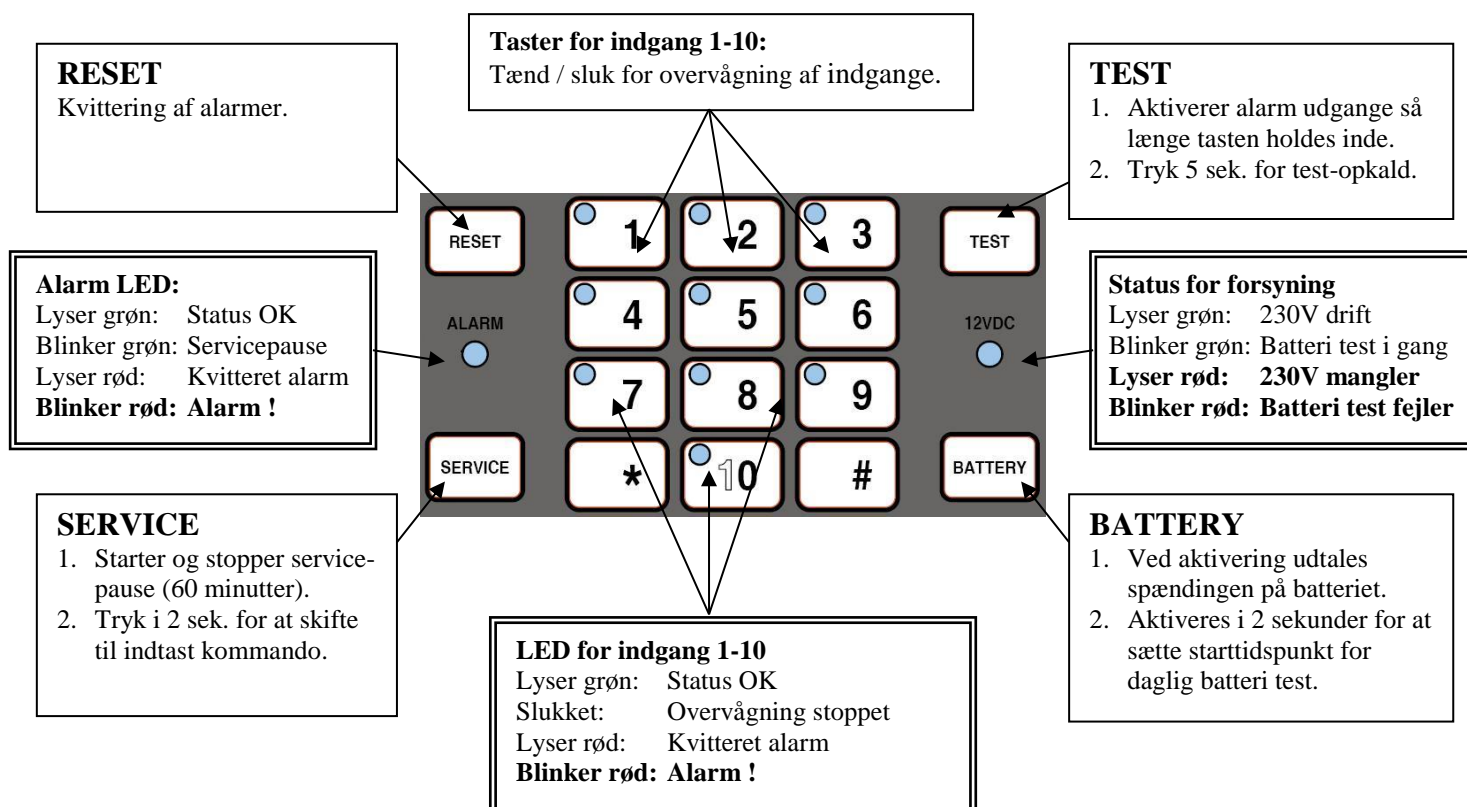 Taster for indgang 1-10:
Tænd / sluk for overvågning af indgange.
RESET
Kvittering af alarmer.
TEST
1. Aktiverer alarm udgange så
længe tasten holdes inde.
2. Tryk 5 sek. for test-opkald.
RESET
1
2
3
TEST
Alarm LED:
Lyser grøn: Status OK
Blinker grøn: Servicepause
Lyser rød: Kvitteret alarm
Blinker rød: Alarm !
ALARM
4
5
6
12VDC
Status for forsyning
Lyser grøn: 230V drift
Blinker grøn: Batteri test i gang
Lyser rød: 230V mangler
Blinker rød: Batteri test fejler
7
8
9
SERVICE
*
10
#
BATTERY
SERVICE
1. Starter og stopper service-
pause (60 minutter).
2. Tryk i 2 sek. for at skifte
til indtast kommando.
LED for indgang 1-10
Lyser grøn: Status OK
Slukket: Overvågning stoppet
Lyser rød: Kvitteret alarm
Blinker rød: Alarm !
BATTERY
1. Ved aktivering udtales
spændingen på batteriet.
2. Aktiveres i 2 sekunder for at
sætte starttidspunkt for
daglig batteri test.